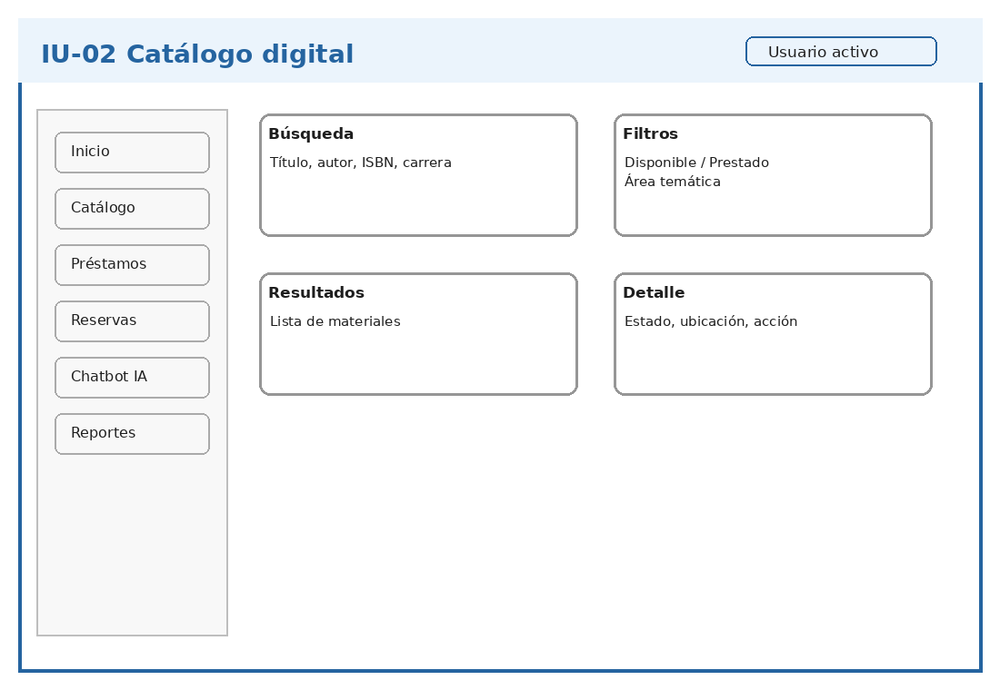 IU-02 Catálogo digital
Usuario activo
Inicio
Catálogo
Préstamos
Reservas
Chatbot IA
Reportes
Búsqueda
Título, autor, ISBN, carrera
Filtros
Disponible / Prestado
Área temática
Resultados
Lista de materiales
Detalle
Estado, ubicación, acción